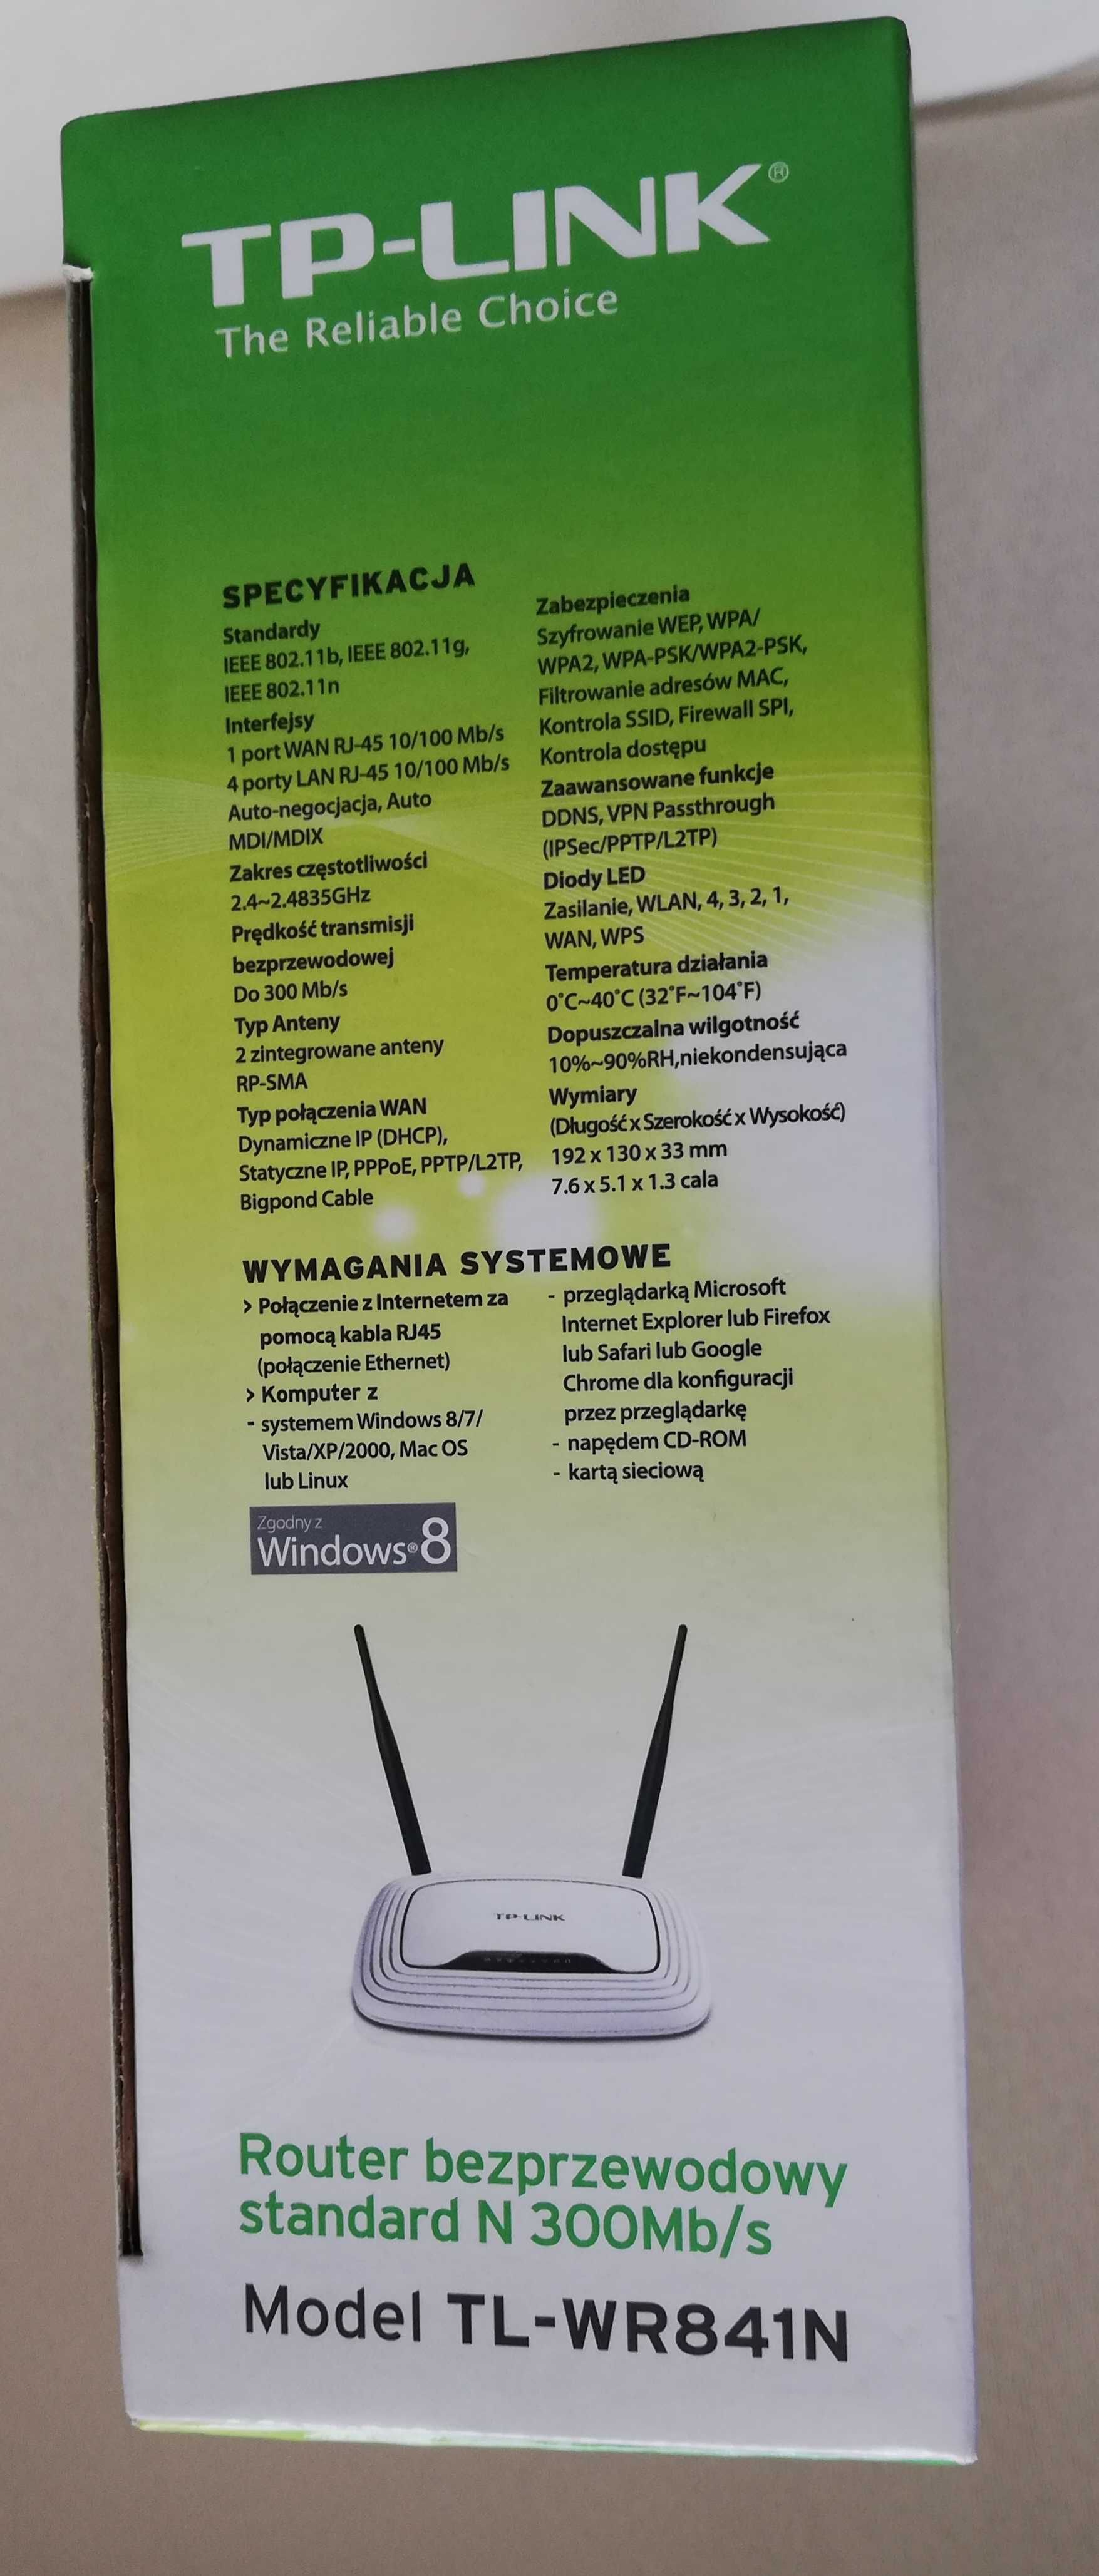 TP-LINK®
The Reliable Choice
SPECYFIKACJA
Standardy
IEEE 802.11b, IEEE 802.11g,
IEEE 802.11n
Interfejsy
1 port WAN RJ-45 10/100 Mb/s
4 porty LAN RJ-45 10/100 Mb/s
Auto-negocjacja, Auto
MDI/MDIX
Zakres częstotliwości
2.4~2.4835GHz
Prędkość transmisji
bezprzewodowej
Do 300 Mb/s
Typ Anteny
2 zintegrowane anteny
RP-SMA
Typ połączenia WAN
Dynamiczne IP (DHCP),
Statyczne IP, PPPoE, PPTP/L2TP,
Bigpond Cable
Zabezpieczenia
Szyfrowanie WEP, WPA/
WPA2, WPA-PSK/WPA2-PSK,
Filtrowanie adresów MAC,
Kontrola SSID, Firewall SPI,
Kontrola dostępu
Zaawansowane funkcje
DDNS, VPN Passthrough
(IPSec/PPTP/L2TP)
Diody LED
Zasilanie, WLAN, 4, 3, 2, 1,
WAN, WPS
Temperatura działania
0°C~40°C (32°F~104°F)
Dopuszczalna wilgotność
10%~90%RH,niekondensująca
Wymiary
(Długość x Szerokość x Wysokość)
192 x 130 x 33 mm
7.6 x 5.1 x 1.3 cala
WYMAGANIA SYSTEMOWE
> Połączenie z Internetem za
pomocą kabla RJ45
(połączenie Ethernet)
> Komputer z
- systemem Windows 8/7/
Vista/XP/2000, Mac OS
lub Linux
- przeglądarką Microsoft
Internet Explorer lub Firefox
lub Safari lub Google
Chrome dla konfiguracji
przez przeglądarkę
- napędem CD-ROM
- kartą sieciową
Zgodny z
Windows® 8
TP-LINK
Router bezprzewodowy
standard N 300Mb/s
Model TL-WR841N